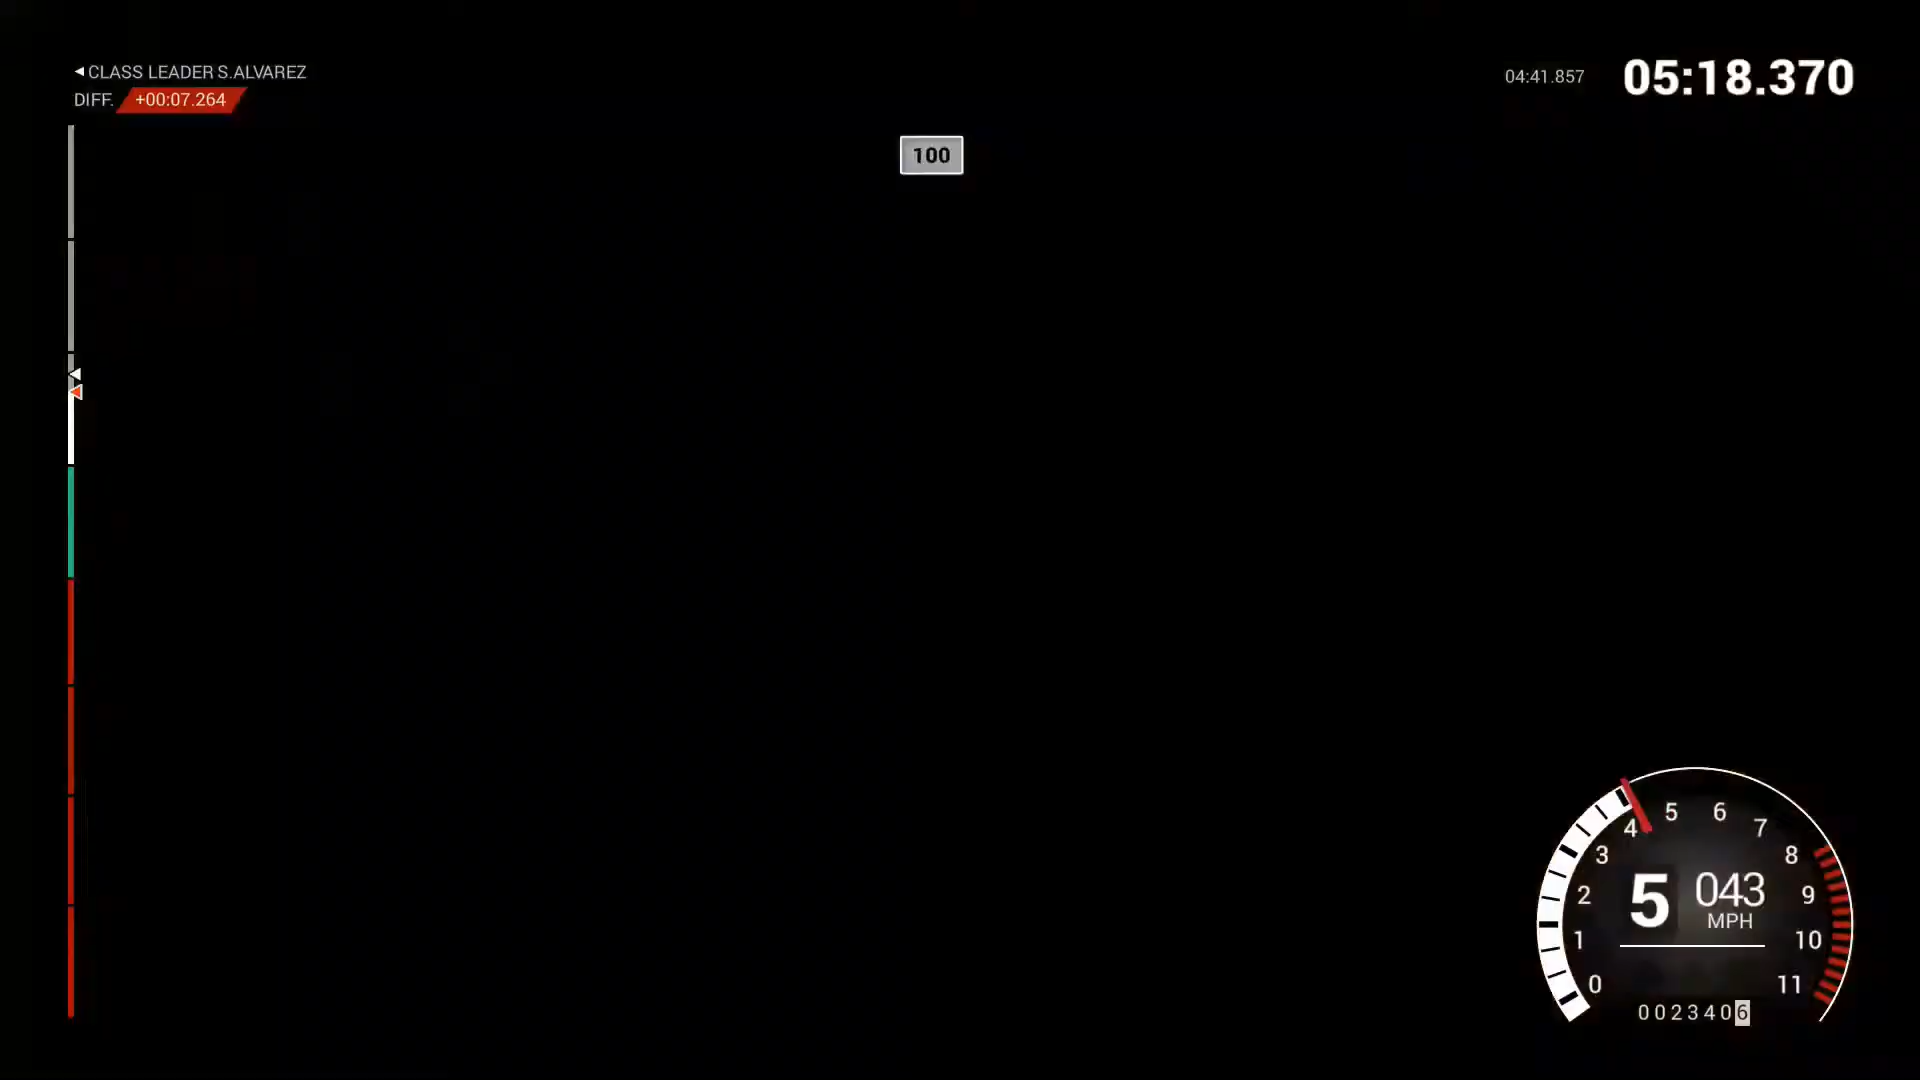 ◄CLASS LEADER S.ALVAREZ
DIFF. +00:07.264
04:41.857 05:18.370
100
0 1 2 3 4 5 6 7 8 9 10 11
5 043
MPH
0023406